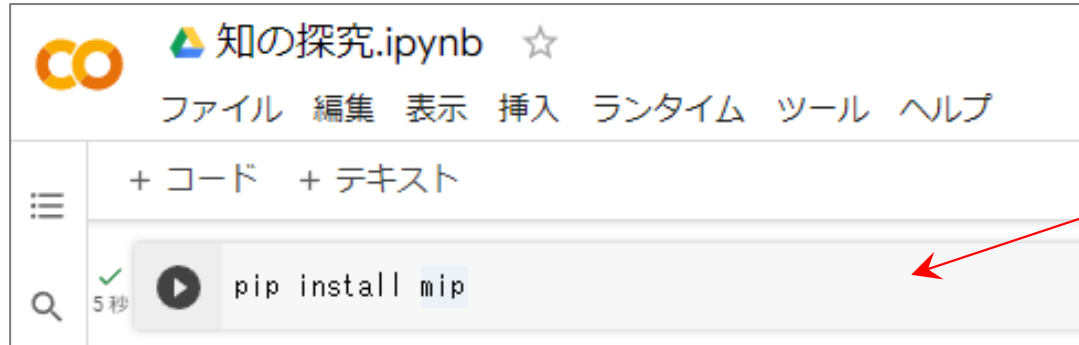 知の探究.ipynb
ファイル 編集 表示 挿入 ランタイム ツール ヘルプ
+ コード + テキスト
pip install mip
5 秒